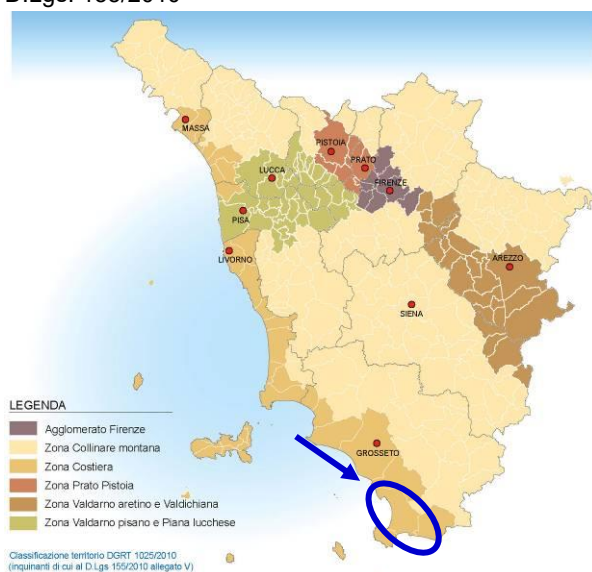 D.Lgs. 155/2010
MASSA
PISTOIA
PRATO
LUCCA
FIRENZE
PISA
LIVORNO
AREZZO
SIENA
GROSSETO
LEGENDA
Agglomerato Firenze
Zona Collinare montana
Zona Costiera
Zona Prato Pistoia
Zona Valdarno aretino e Valdichiana
Zona Valdarno pisano e Piana lucchese
Classificazione territorio DGRT 1025/2010
(inquinanti di cui al D.Lgs 155/2010 allegato V)